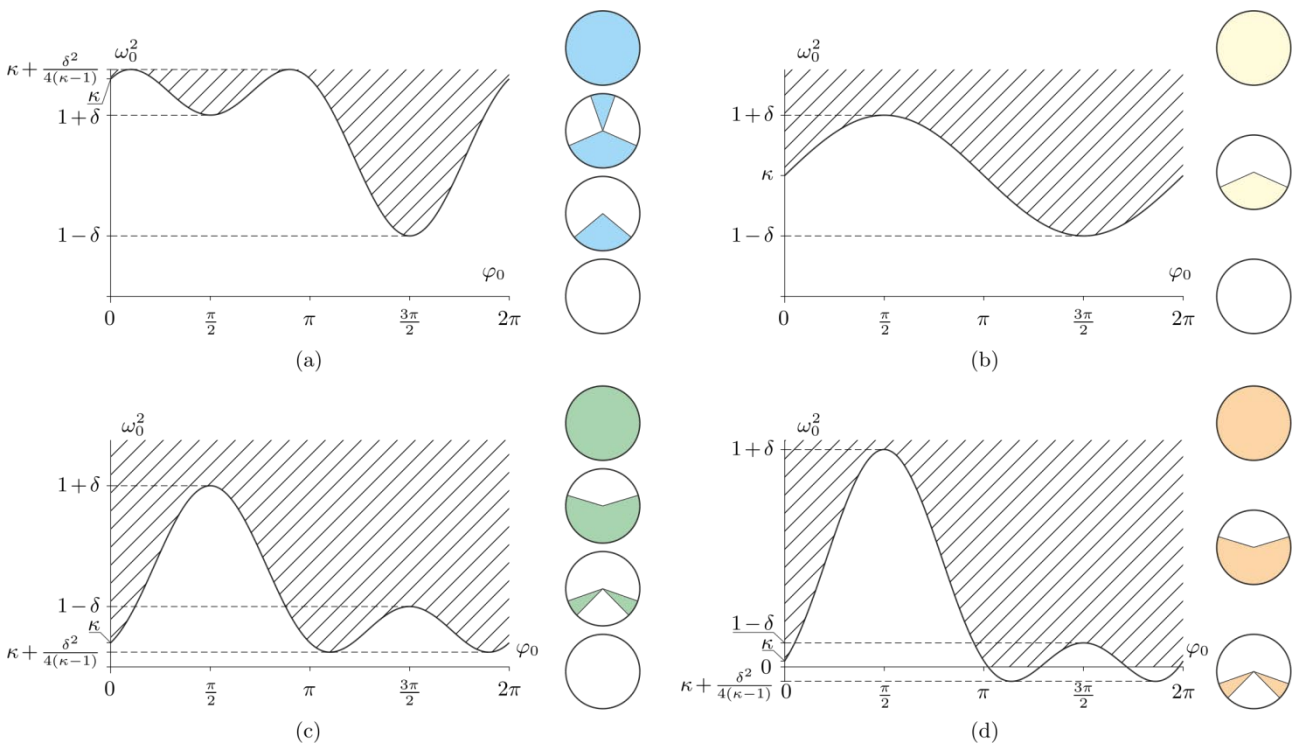 ω₀²
κ + δ²/4(κ−1)
κ
1+δ
1−δ
φ₀
0 π/2 π 3π/2 2π
(a)
ω₀²
1+δ
κ
1−δ
φ₀
0 π/2 π 3π/2 2π
(b)
ω₀²
1+δ
1−δ
κ
κ + δ²/4(κ−1)
φ₀
0 π/2 π 3π/2 2π
(c)
ω₀²
1+δ
1−δ
κ
0
κ + δ²/4(κ−1)
φ₀
0 π/2 π 3π/2 2π
(d)